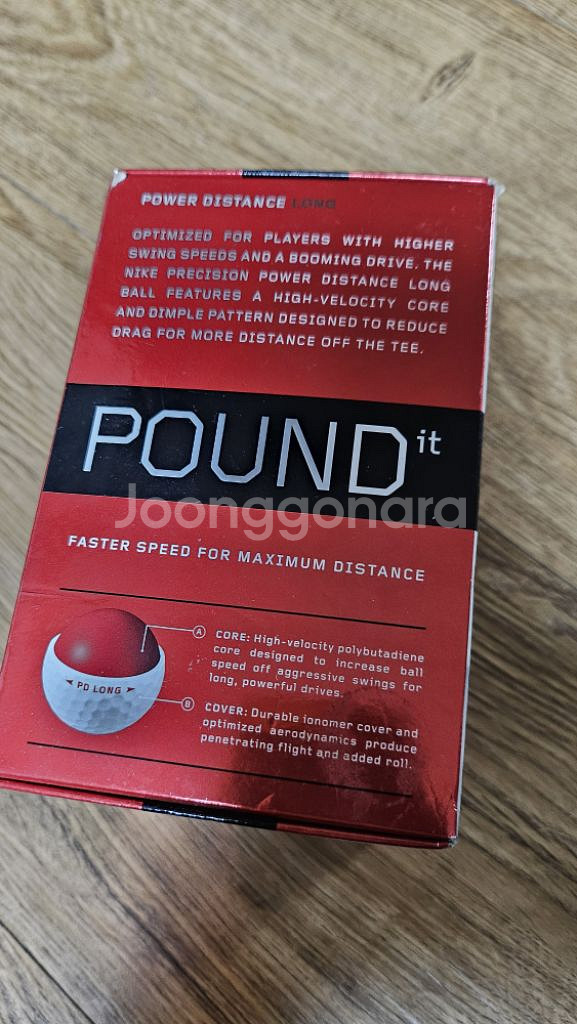 POWER DISTANCE LONG
OPTIMIZED FOR PLAYERS WITH HIGHER
SWING SPEEDS AND A BOOMING DRIVE, THE
NIKE PRECISION POWER DISTANCE LONG
BALL FEATURES A HIGH-VELOCITY CORE
AND DIMPLE PATTERN DESIGNED TO REDUCE
DRAG FOR MORE DISTANCE OFF THE TEE.
POUND it
Joonggonara
FASTER SPEED FOR MAXIMUM DISTANCE
A CORE: High-velocity polybutadiene
core designed to increase ball
speed off aggressive swings for
long, powerful drives.
PD LONG
B COVER: Durable ionomer cover and
optimized aerodynamics produce
penetrating flight and added roll.